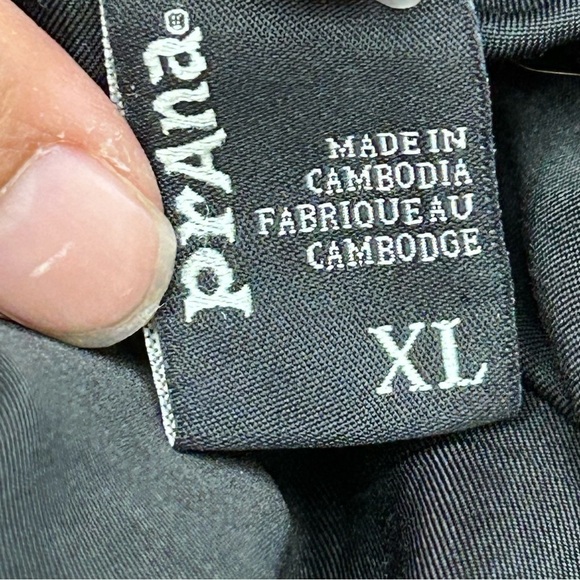 prAna®
MADE IN
CAMBODIA
FABRIQUE AU
CAMBODGE
XL